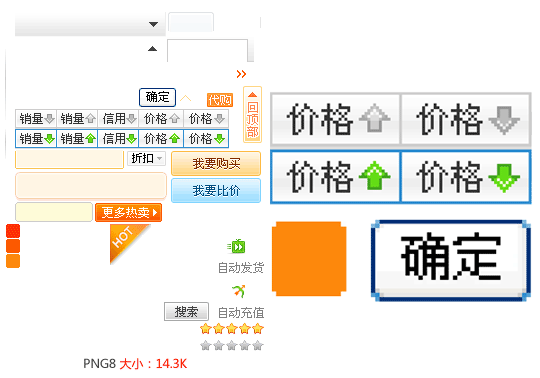 确定
代购
回顶部
销量 销量 信用 价格 价格
销量 销量 信用 价格 价格
折扣
我要购买
我要比价
更多热卖
HOT
自动发货
搜索
自动充值
PNG8 大小：14.3K
价格 价格
价格 价格
确定